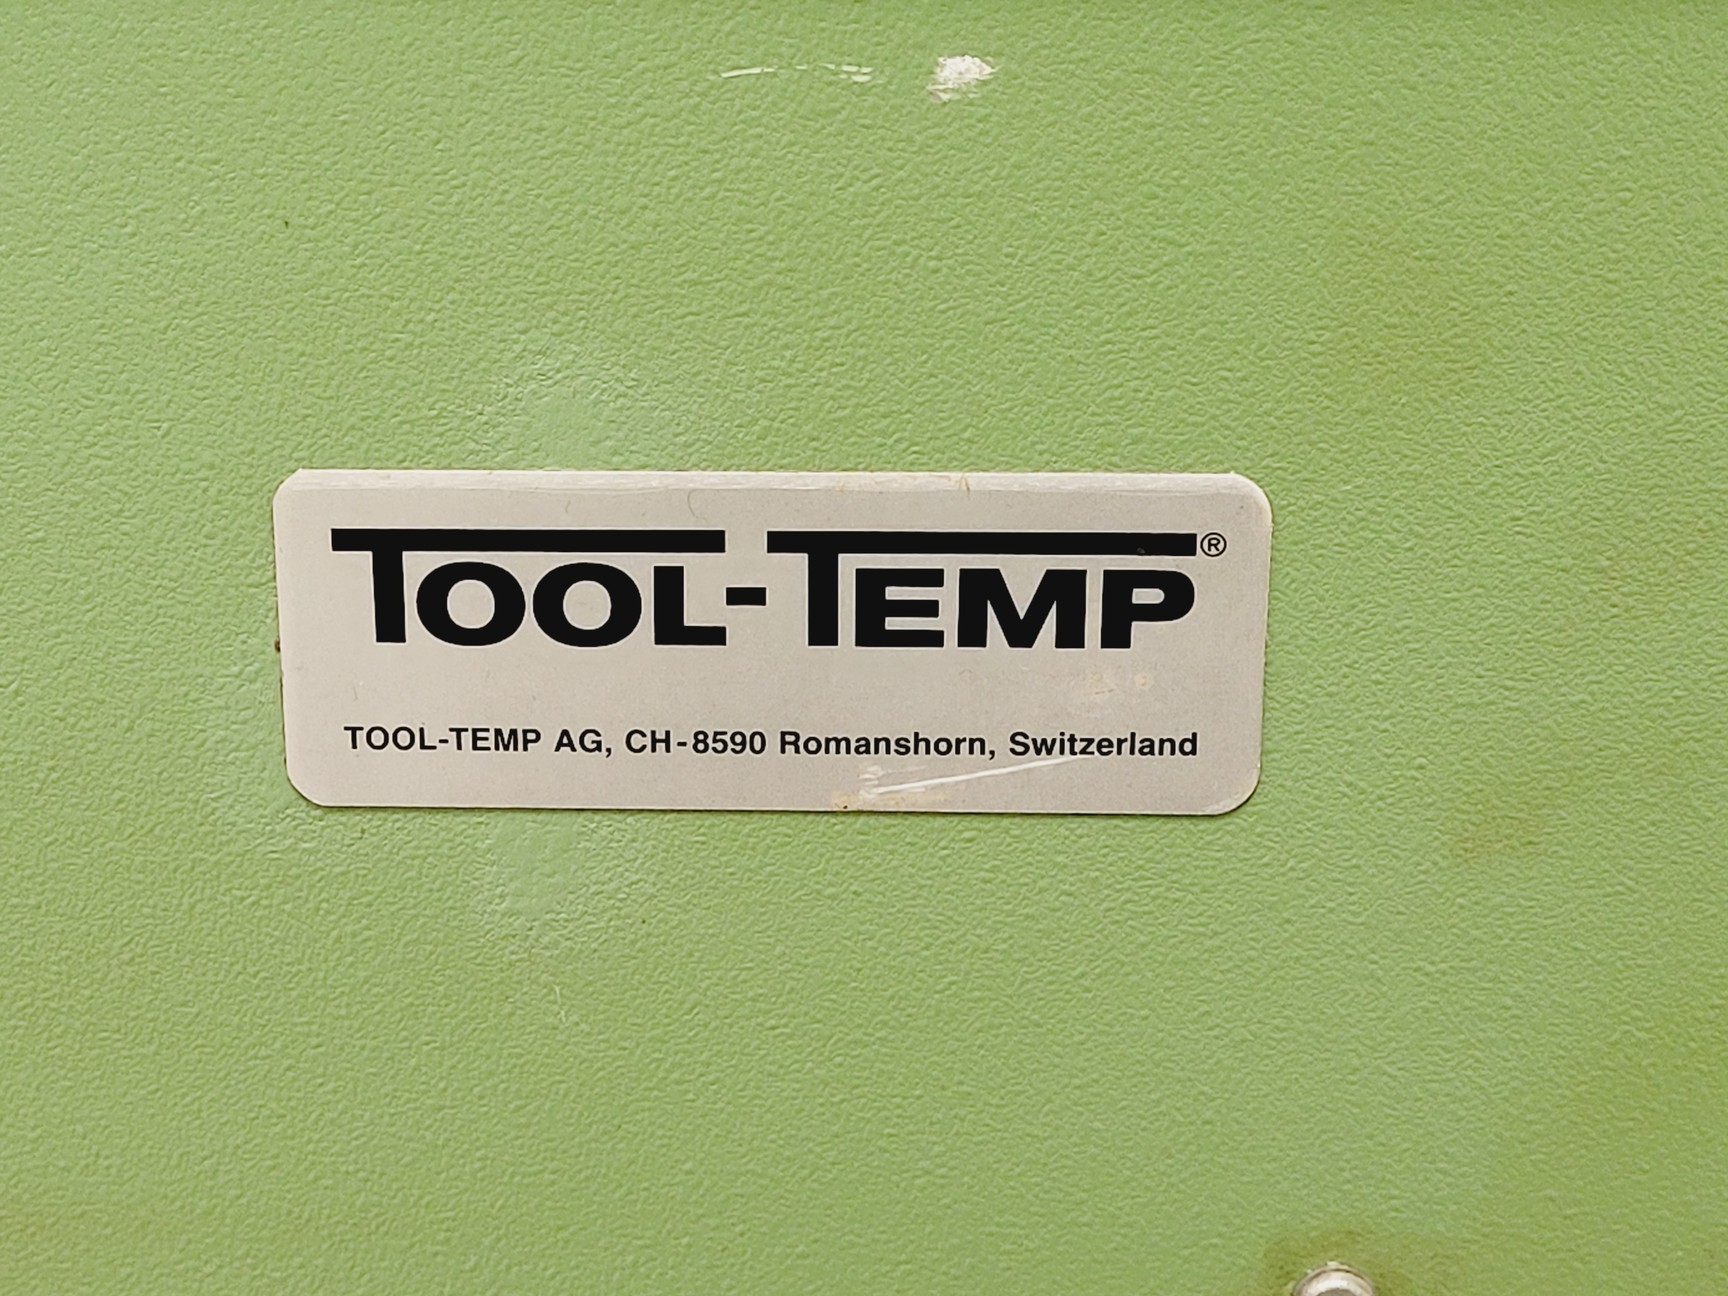 TOOL-TEMP®
TOOL-TEMP AG, CH-8590 Romanshorn, Switzerland